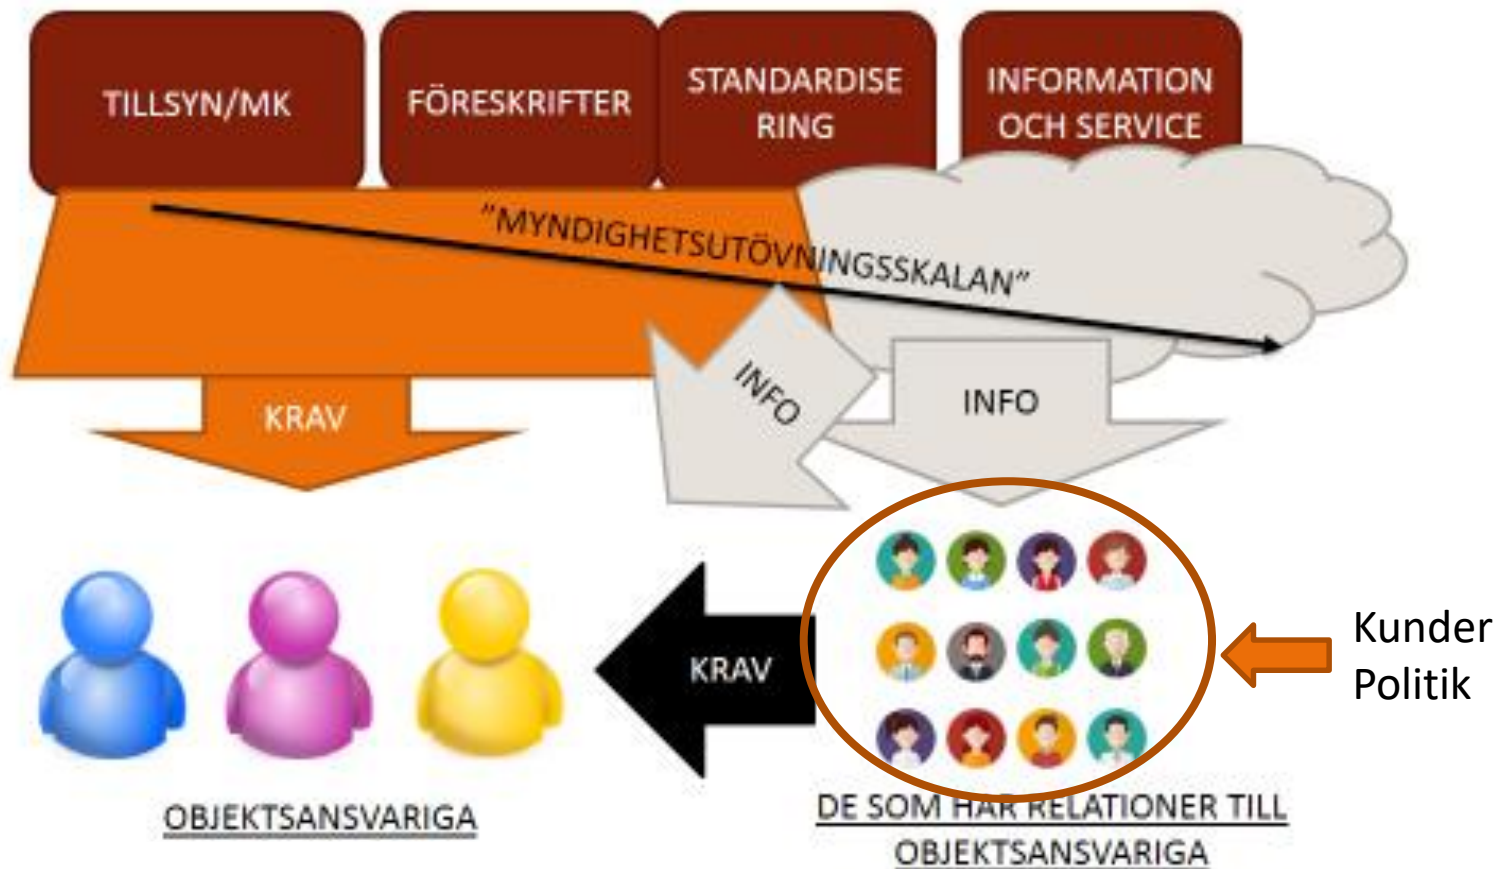 TILLSYN/MK
FÖRESKRIFTER
STANDARDISE
RING
INFORMATION
OCH SERVICE
"MYNDIGHETSUTÖVNINGSSKALAN"
KRAV
INFO
INFO
KRAV
Kunder
Politik
OBJEKTSANSVARIGA
DE SOM HAR RELATIONER TILL
OBJEKTSANSVARIGA